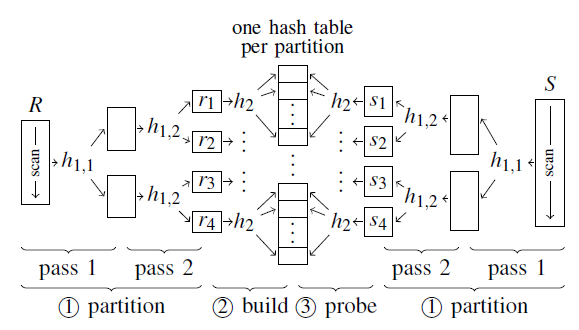 one hash table
per partition
R
S
scan
h1,1
h1,2
h1,2
r1
r2
r3
r4
h2
h2
⋮
h2
h2
s1
s2
s3
s4
h1,2
h1,2
h1,1
scan
pass 1
pass 2
pass 2
pass 1
① partition
② build
③ probe
① partition